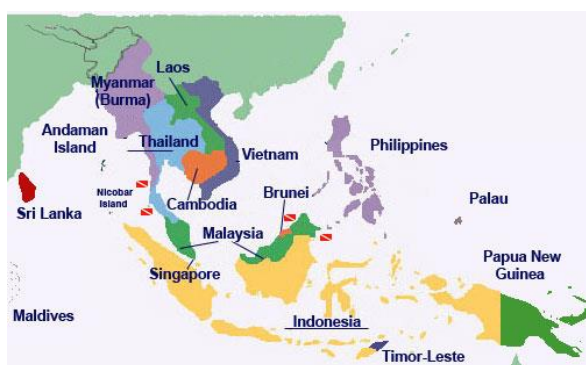 Laos
Myanmar
(Burma)
Andaman
Island
Thailand
Philippines
Vietnam
Nicobar
Island
Brunei
Sri Lanka
Cambodia
Palau
Malaysia
Singapore
Papua New
Guinea
Maldives
Indonesia
Timor-Leste